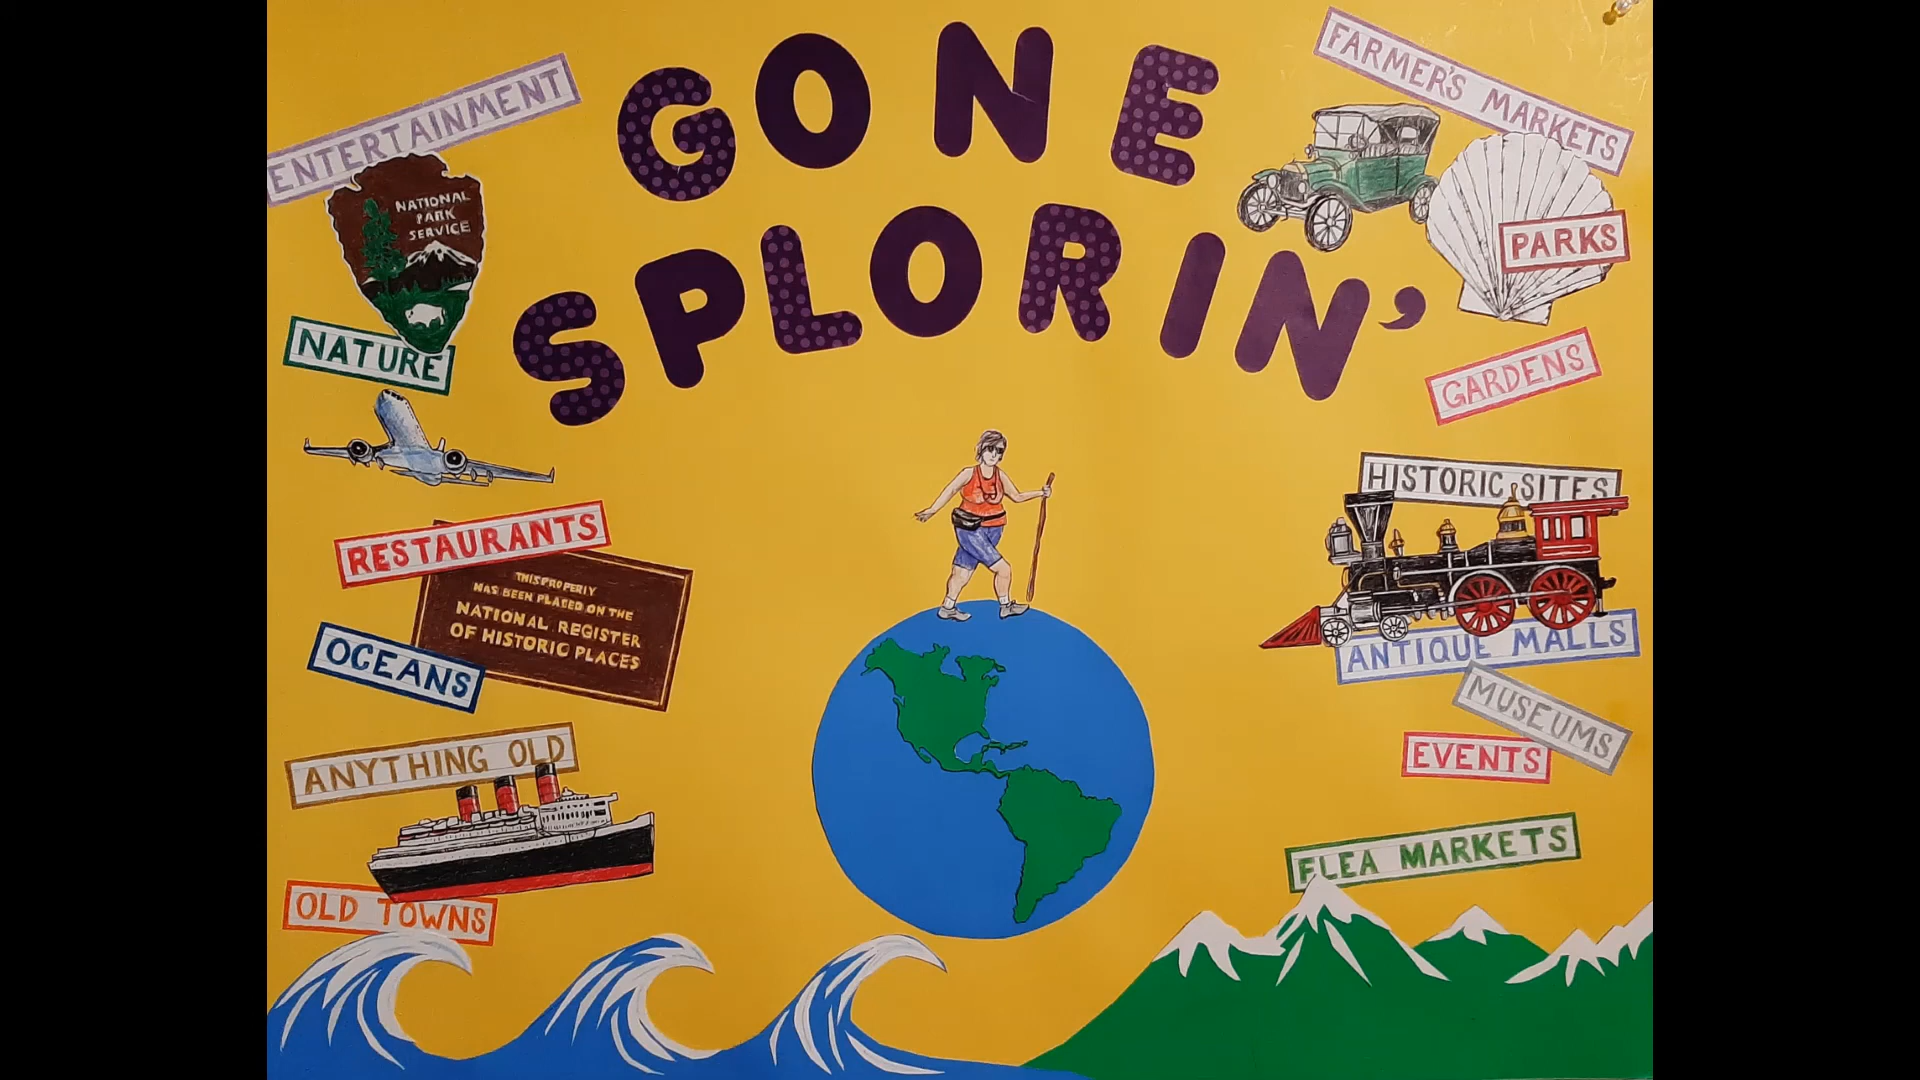 GONE
SPLORIN'
ENTERTAINMENT
NATIONAL
PARK
SERVICE
NATURE
RESTAURANTS
THIS PROPERTY
HAS BEEN PLACED ON THE
NATIONAL REGISTER
OF HISTORIC PLACES
OCEANS
ANYTHING OLD
OLD TOWNS
FARMER'S MARKETS
PARKS
GARDENS
HISTORIC SITES
ANTIQUE MALLS
MUSEUMS
EVENTS
FLEA MARKETS